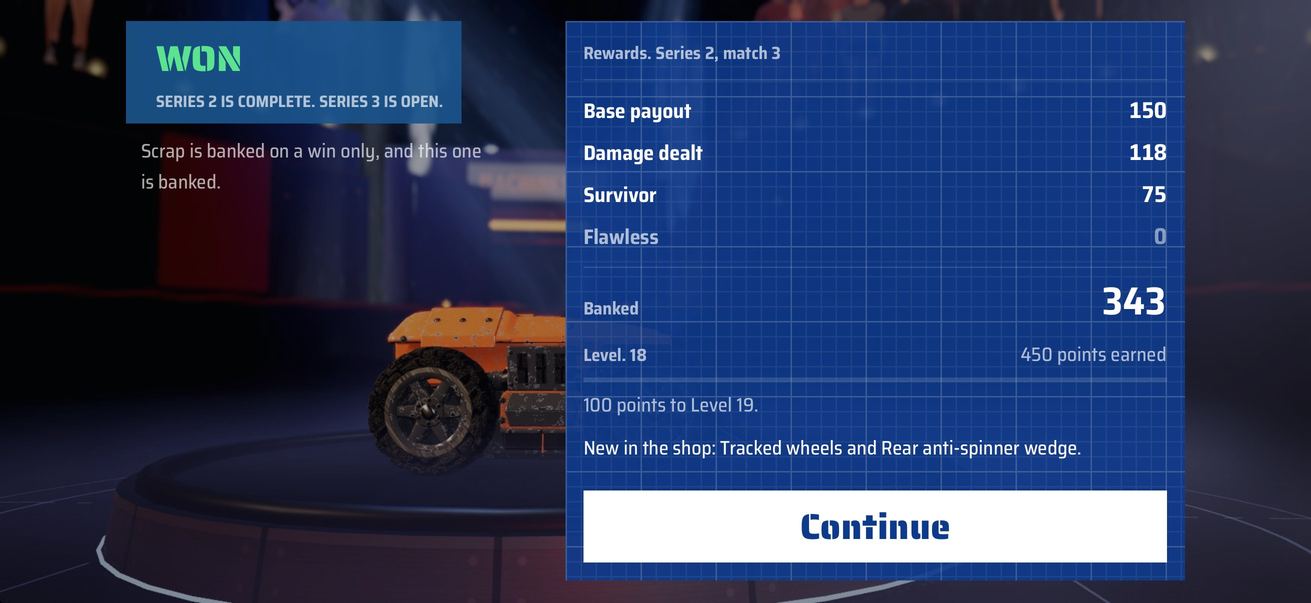 WON
SERIES 2 IS COMPLETE. SERIES 3 IS OPEN.
Scrap is banked on a win only, and this one
is banked.
Rewards. Series 2, match 3
Base payout 150
Damage dealt 118
Survivor 75
Flawless 0
Banked 343
Level. 18 450 points earned
100 points to Level 19.
New in the shop: Tracked wheels and Rear anti-spinner wedge.
Continue